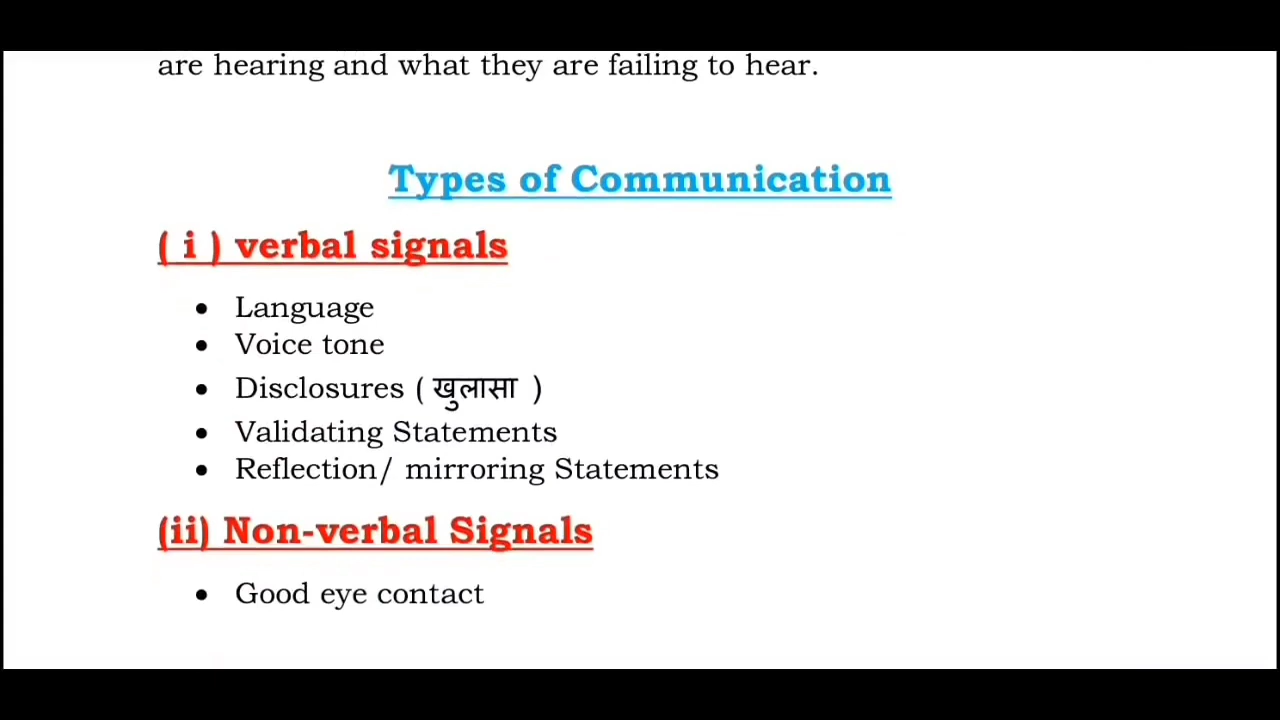 are hearing and what they are failing to hear.
Types of Communication
( i ) verbal signals
• Language
• Voice tone
• Disclosures ( खुलासा )
• Validating Statements
• Reflection/ mirroring Statements
(ii) Non-verbal Signals
• Good eye contact